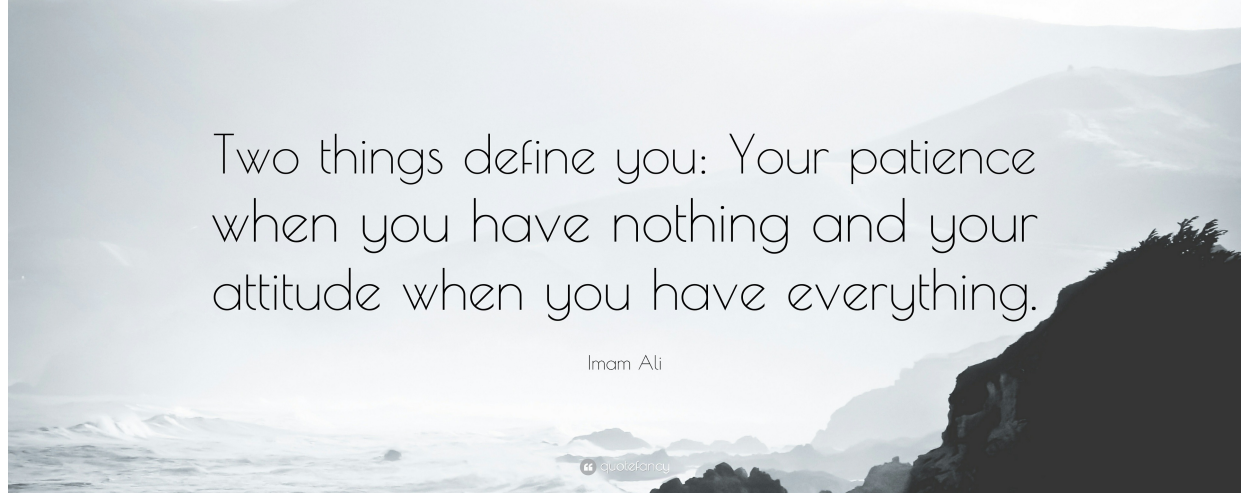 Two things define you: Your patience
when you have nothing and your
attitude when you have everything.
Imam Ali
quotefancy